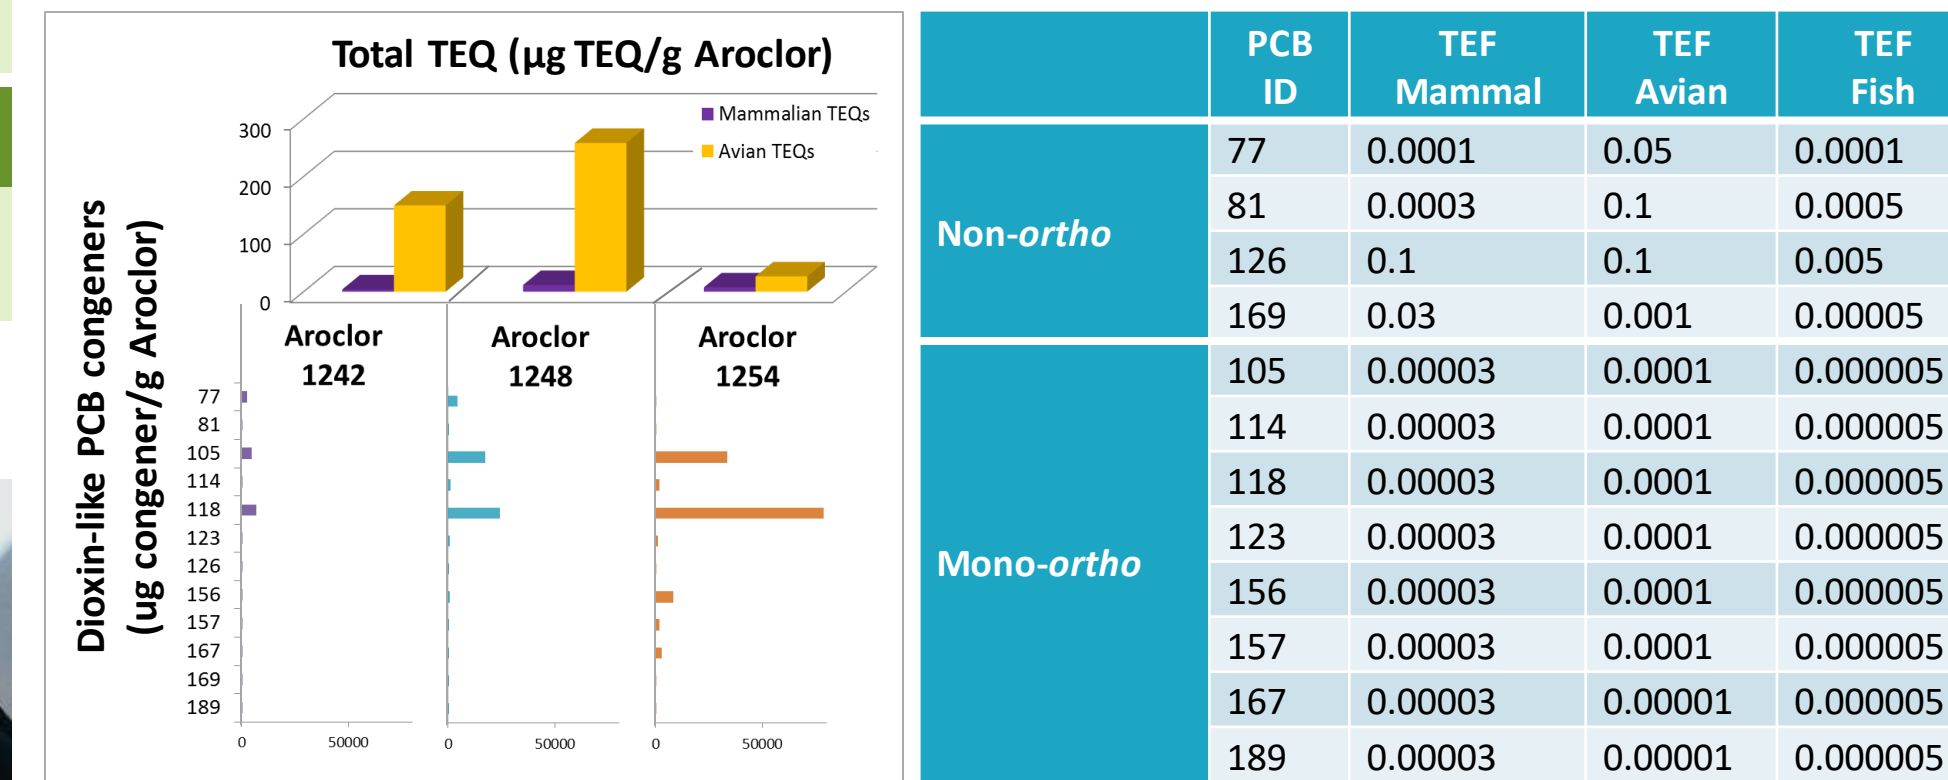 Total TEQ (µg TEQ/g Aroclor)
Mammalian TEQs
Avian TEQs
300
200
100
0
Dioxin-like PCB congeners
(ug congener/g Aroclor)
Aroclor
1242
Aroclor
1248
Aroclor
1254
77
81
105
114
118
123
126
156
157
167
169
189
0 50000
0 50000
0 50000
PCB ID TEF Mammal TEF Avian TEF Fish
Non-ortho
77 0.0001 0.05 0.0001
81 0.0003 0.1 0.0005
126 0.1 0.1 0.005
169 0.03 0.001 0.00005
Mono-ortho
105 0.00003 0.0001 0.000005
114 0.00003 0.0001 0.000005
118 0.00003 0.0001 0.000005
123 0.00003 0.0001 0.000005
156 0.00003 0.0001 0.000005
157 0.00003 0.0001 0.000005
167 0.00003 0.00001 0.000005
189 0.00003 0.00001 0.000005